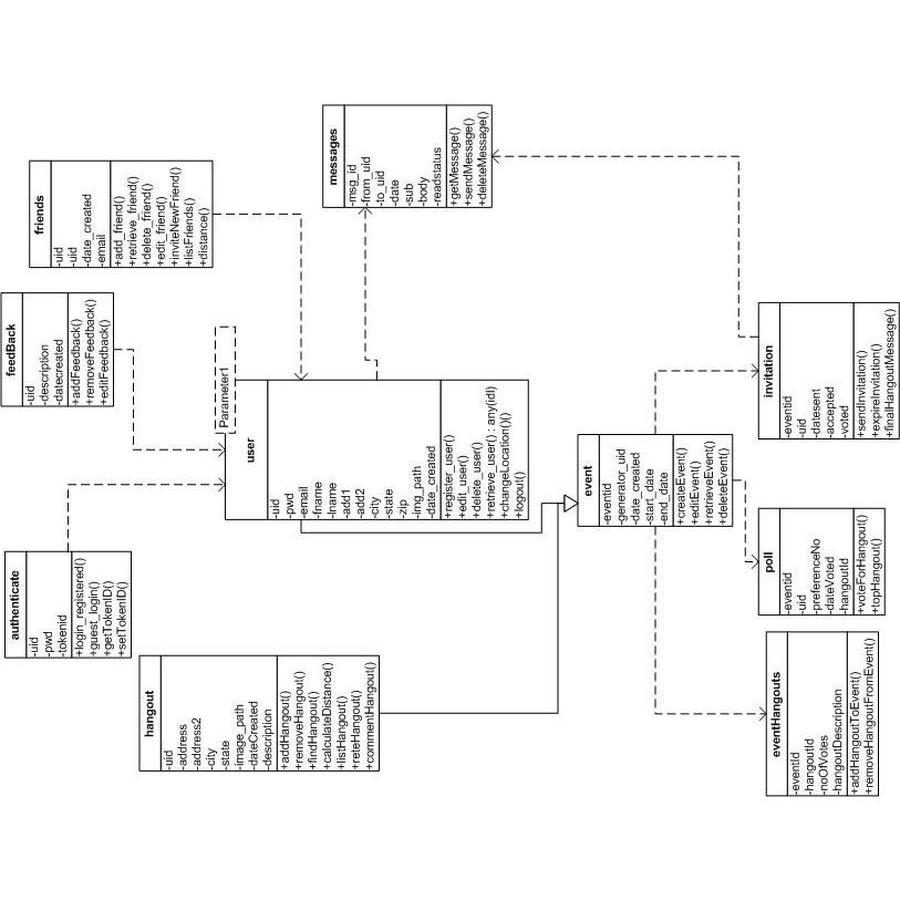 authenticate
-uid
-pwd
-tokenid
+login_registered()
+guest_login()
+getTokenID()
+setTokenID()
feedBack
-uid
-description
-datecreated
+addFeedback()
+removeFeedback()
+editFeedback()
friends
-uid
-uid
-date_created
-email
+add_friend()
+retrieve_friend()
+delete_friend()
+edit_friend()
+inviteNewFriend()
+listFriends()
+distance()
hangout
-uid
-address
-address2
-city
-state
-image_path
-dateCreated
-description
+addHangout()
+removeHangout()
+findHangout()
+calculateDistance()
+listHangout()
+reteHangout()
+commentHangout()
Parameter1
user
-uid
-pwd
-email
-fname
-lname
-add1
-add2
-city
-state
-zip
-img_path
-date_created
+register_user()
+edit_user()
+delete_user()
+retrieve_user() : any(idl)
+changeLocation()()
+logout()
messages
-msg_id
-from_uid
-to_uid
-date
-sub
-body
-readstatus
+getMessage()
+sendMessage()
+deleteMessage()
event
-eventid
-generator_uid
-date_created
-start_date
-end_date
+createEvent()
+editEvent()
+retrieveEvent()
+deleteEvent()
eventHangouts
-eventId
-hangoutId
-noOfVotes
-hangoutDescription
+addHangoutToEvent()
+removeHangoutFromEvent()
poll
-eventid
-uid
-preferenceNo
-dateVoted
-hangoutId
+voteForHangout()
+topHangout()
invitation
-eventid
-uid
-datesent
-accepted
-voted
+sendInvitation()
+expireInvitation()
+finalHangoutMessage()